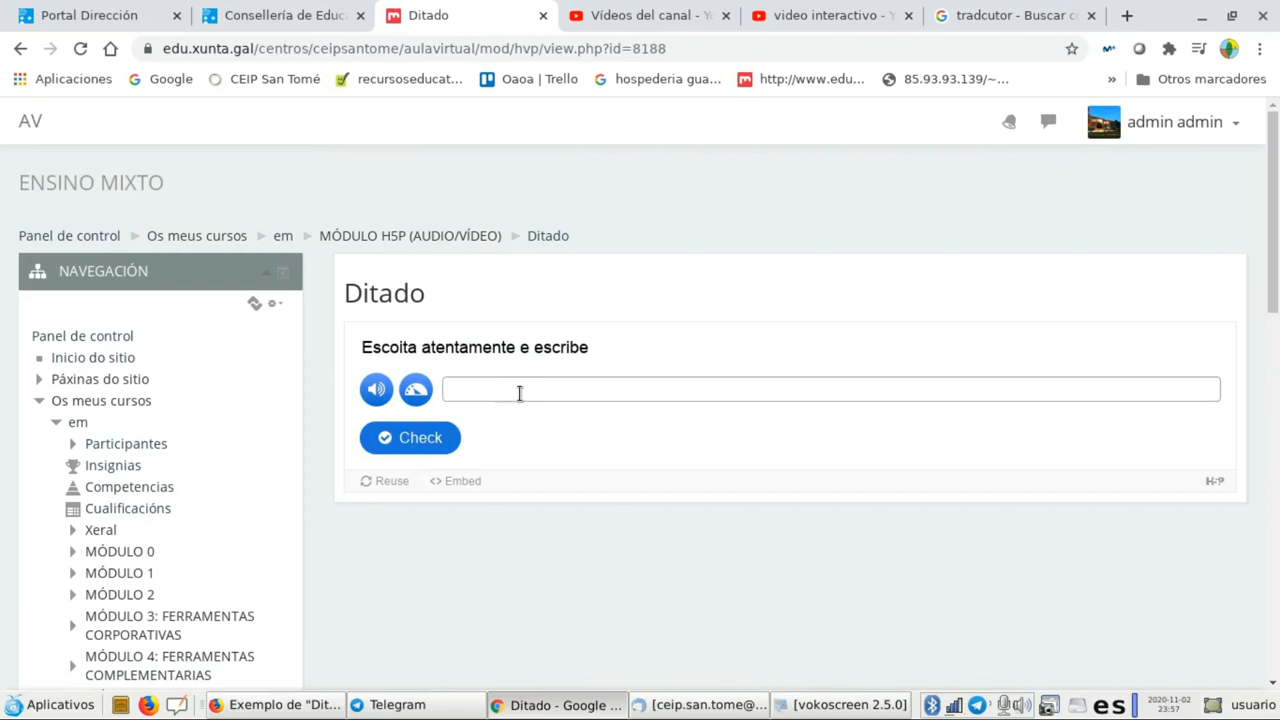 Portal Dirección
Consellería de Educ
Ditado
Vídeos del canal - Yo
video interactivo - Y
tradcutor - Buscar c
edu.xunta.gal/centros/ceipsantome/aulavirtual/mod/hvp/view.php?id=8188
Aplicaciones
Google
CEIP San Tomé
recursoseducat...
Oaoa | Trello
hospederia gua...
http://www.edu...
85.93.93.139/~...
»
Otros marcadores
AV
admin admin
ENSINO MIXTO
Panel de control
Os meus cursos
em
MÓDULO H5P (AUDIO/VÍDEO)
Ditado
NAVEGACIÓN
Panel de control
Inicio do sitio
Páxinas do sitio
Os meus cursos
em
Participantes
Insignias
Competencias
Cualificacións
Xeral
MÓDULO 0
MÓDULO 1
MÓDULO 2
MÓDULO 3: FERRAMENTAS
CORPORATIVAS
MÓDULO 4: FERRAMENTAS
COMPLEMENTARIAS
Ditado
Escoita atentamente e escribe
Check
Reuse
<> Embed
H5P
Aplicativos
Exemplo de "Dit...
Telegram
Ditado - Google ...
[ceip.san.tome@...
[vokoscreen 2.5.0]
es
2020-11-02
23:57
usuario